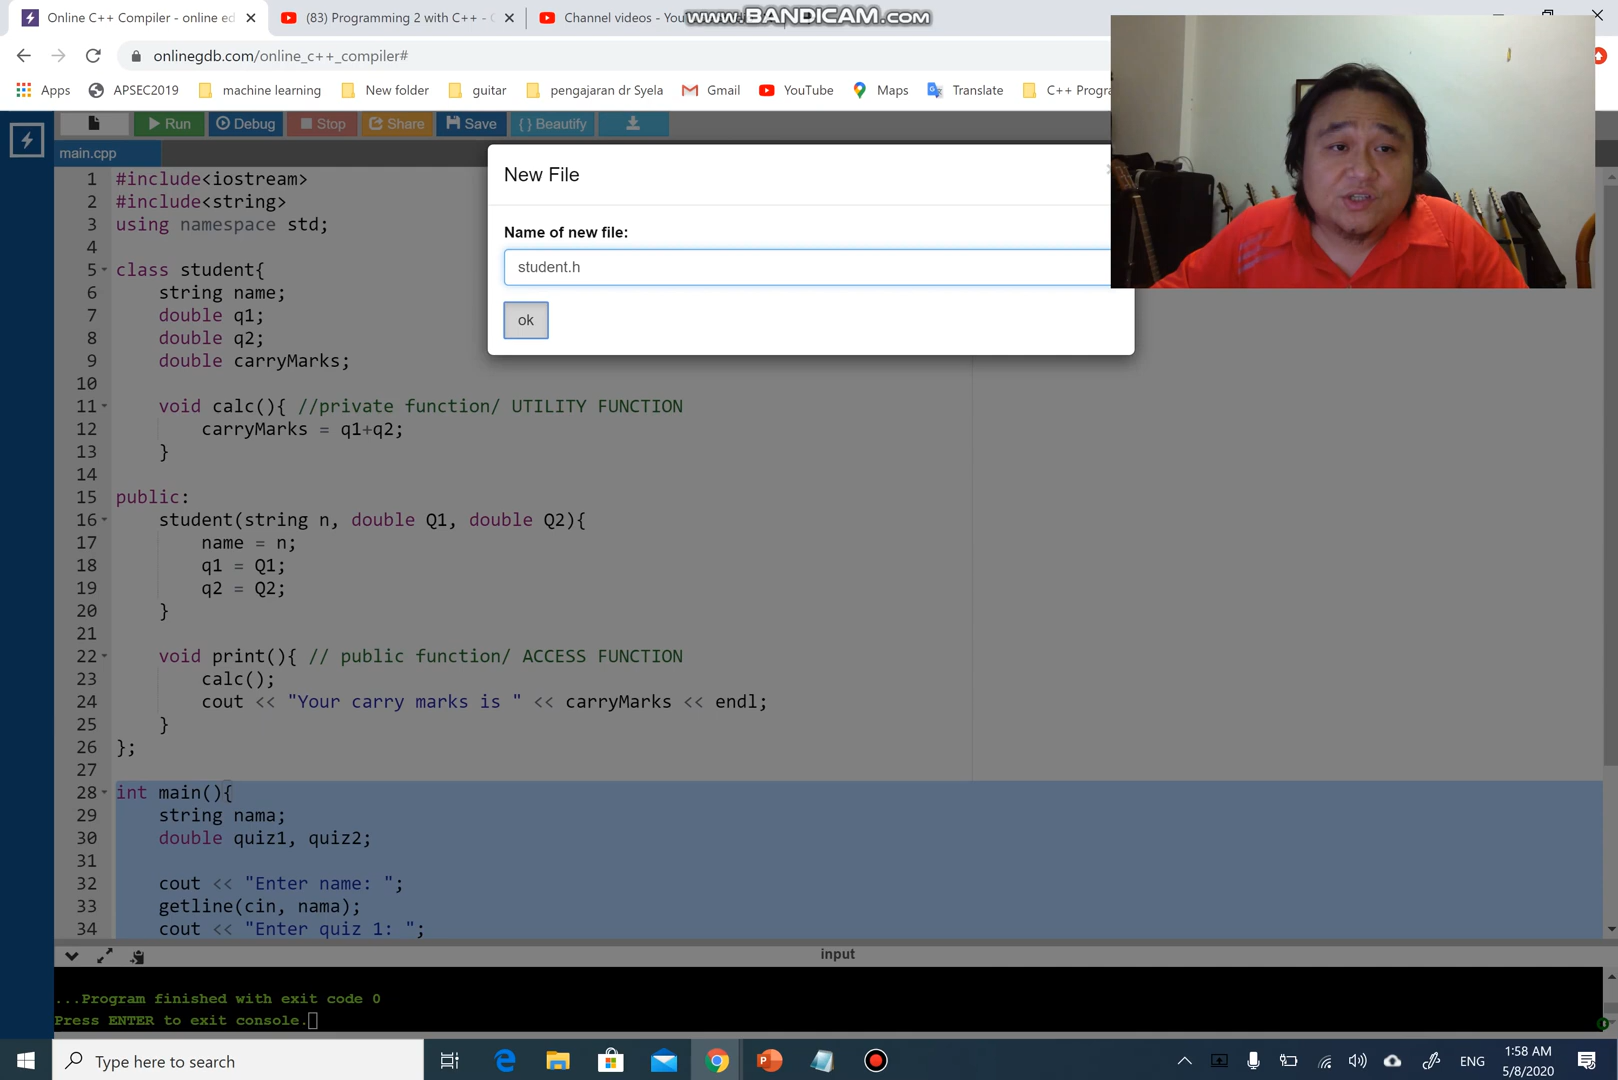 Online C++ Compiler - online ed
(83) Programming 2 with C++ - C
Channel videos - You
www.BANDICAM.com
onlinegdb.com/online_c++_compiler#
Apps
APSEC2019
machine learning
New folder
guitar
pengajaran dr Syela
Gmail
YouTube
Maps
Translate
C++ Progra
Run
Debug
Stop
Share
Save
{ } Beautify
main.cpp
New File
Name of new file:
student.h
ok
1 #include<iostream>
2 #include<string>
3 using namespace std;
4
5 class student{
6 string name;
7 double q1;
8 double q2;
9 double carryMarks;
10
11 void calc(){ //private function/ UTILITY FUNCTION
12 carryMarks = q1+q2;
13 }
14
15 public:
16 student(string n, double Q1, double Q2){
17 name = n;
18 q1 = Q1;
19 q2 = Q2;
20 }
21
22 void print(){ // public function/ ACCESS FUNCTION
23 calc();
24 cout << "Your carry marks is " << carryMarks << endl;
25 }
26 };
27
28 int main(){
29 string nama;
30 double quiz1, quiz2;
31
32 cout << "Enter name: ";
33 getline(cin, nama);
34 cout << "Enter quiz 1: ";
input
...Program finished with exit code 0
Press ENTER to exit console.
Type here to search
ENG
1:58 AM
5/8/2020